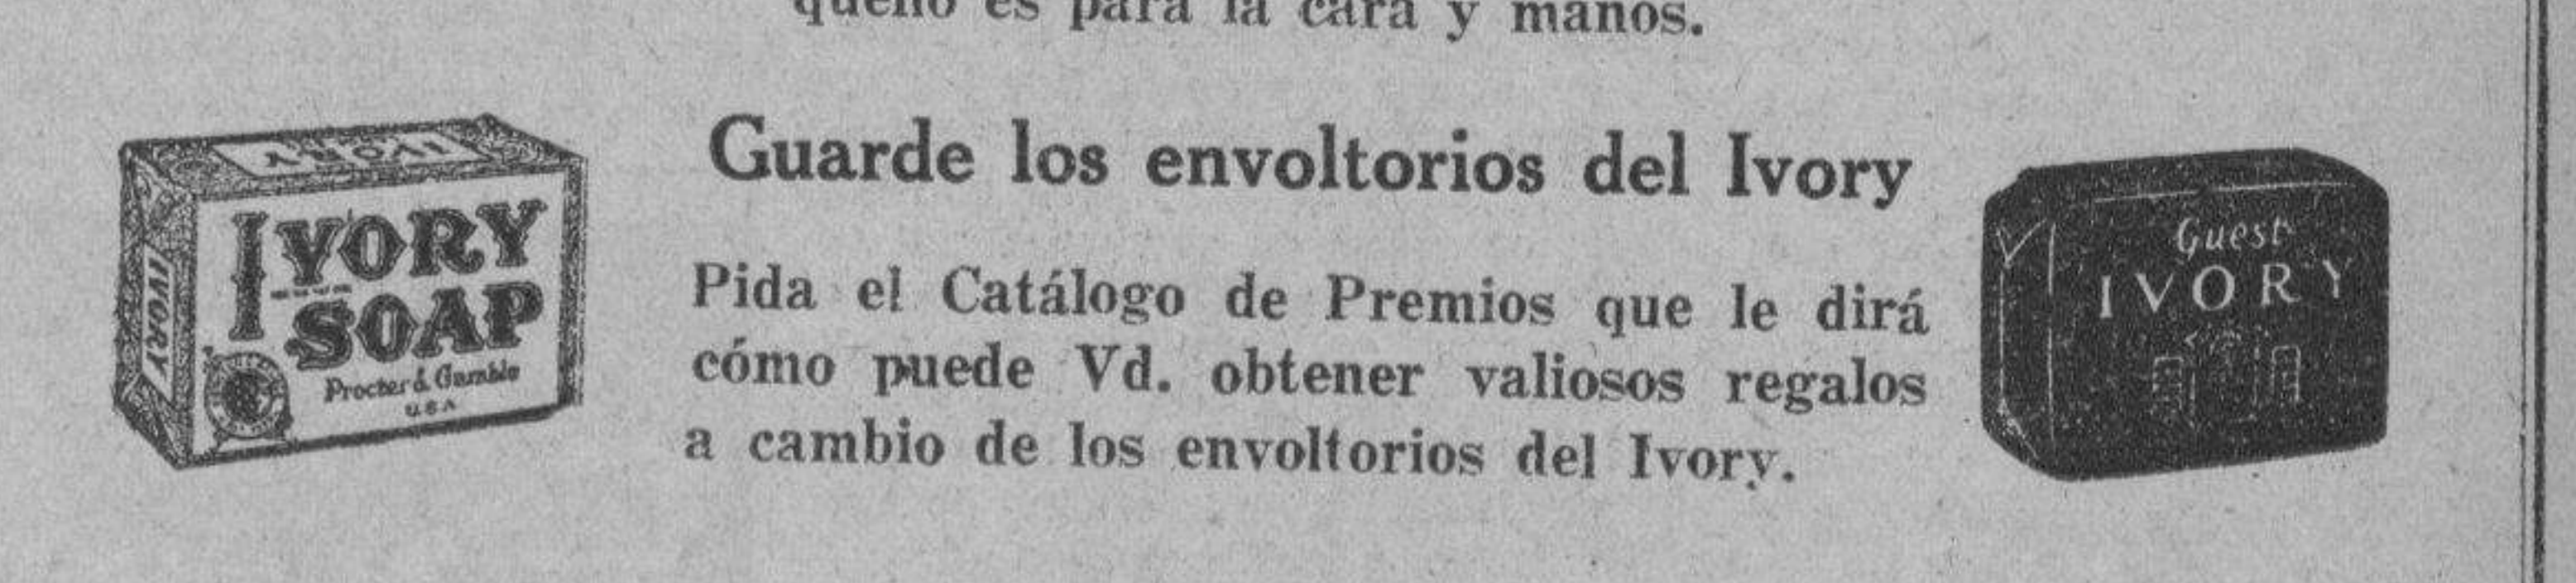 queño es para la cara y manos.
Guarde los envoltorios del Ivory
Pida el Catálogo de Premios que le dirá
cómo puede Vd. obtener valiosos regalos
a cambio de los envoltorios del Ivory.
IVORY
IVORY
IVORY
SOAP
Procter & Gamble
U.S.A
Guest
IVORY